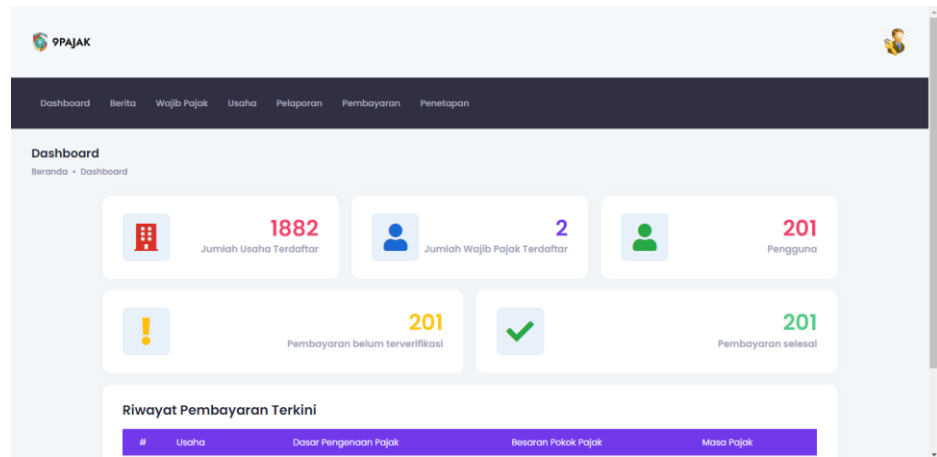 9PAJAK
Dashboard Berita Wajib Pajak Usaha Pelaporan Pembayaran Penetapan
Dashboard
Beranda • Dashboard
1882
Jumlah Usaha Terdaftar
2
Jumlah Wajib Pajak Terdaftar
201
Pengguna
201
Pembayaran belum terverifikasi
201
Pembayaran selesai
Riwayat Pembayaran Terkini
# Usaha Dasar Pengenaan Pajak Besaran Pokok Pajak Masa Pajak